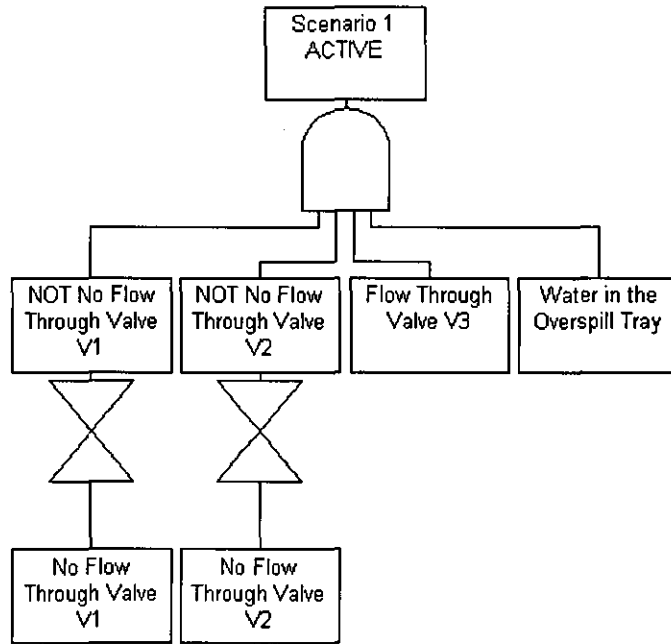 Scenario 1
ACTIVE
NOT No Flow
Through Valve
V1
NOT No Flow
Through Valve
V2
Flow Through
Valve V3
Water in the
Overspill Tray
No Flow
Through Valve
V1
No Flow
Through Valve
V2